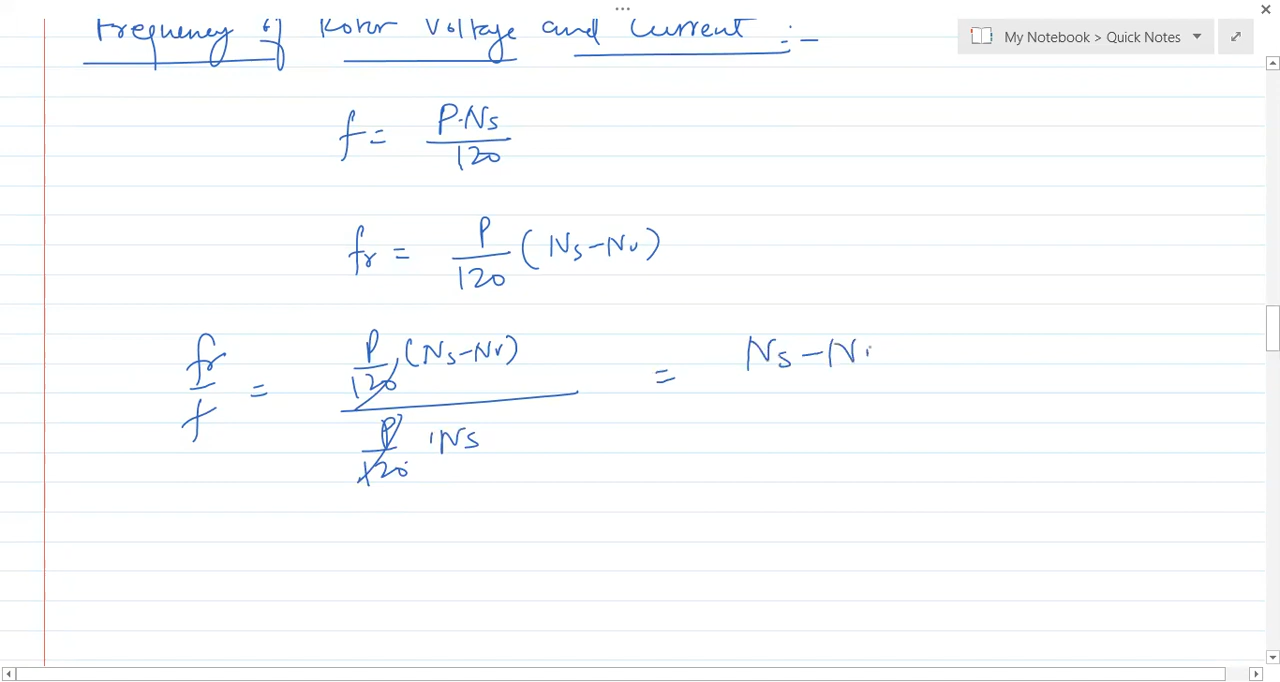 My Notebook > Quick Notes
Frequency of Rotor Voltage and Current :-
f = P·Ns / 120
fr = P / 120 (Ns-Nr)
fr / f = P / 120 (Ns-Nr) / P / 120 · Ns = Ns-N